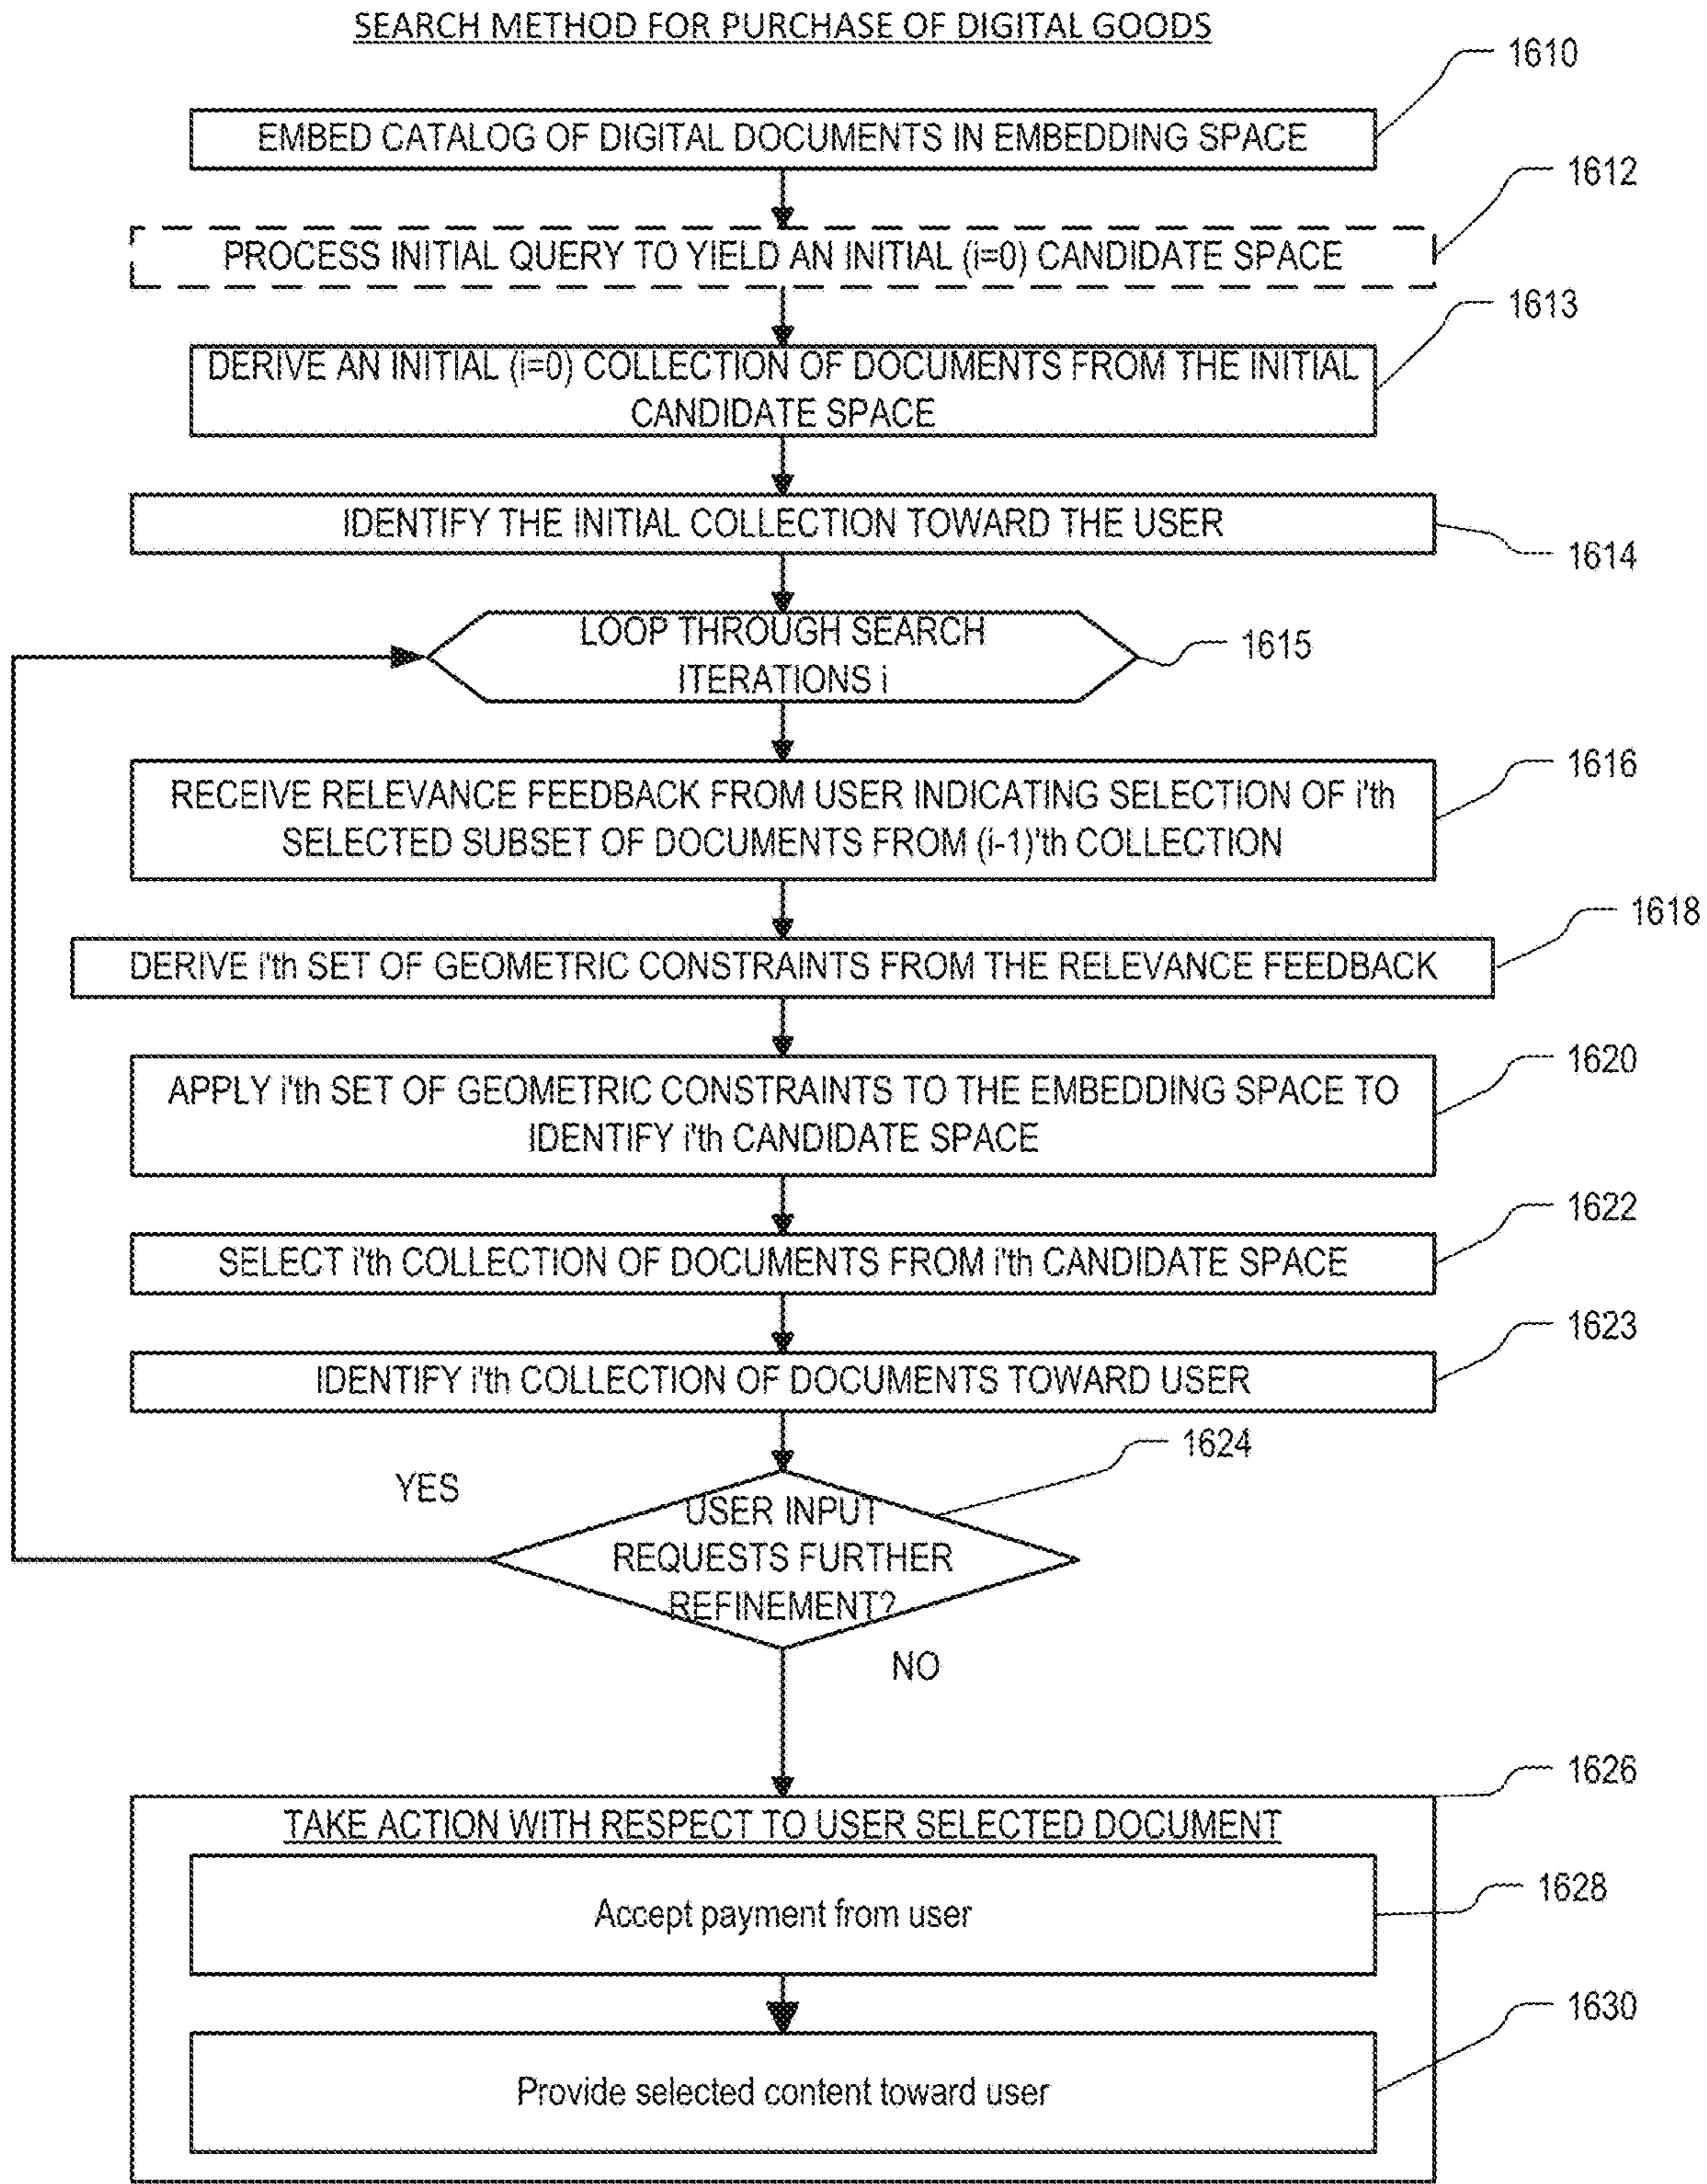 SEARCH METHOD FOR PURCHASE OF DIGITAL GOODS
1610
EMBED CATALOG OF DIGITAL DOCUMENTS IN EMBEDDING SPACE
1612
PROCESS INITIAL QUERY TO YIELD AN INITIAL (i=0) CANDIDATE SPACE
1613
DERIVE AN INITIAL (i=0) COLLECTION OF DOCUMENTS FROM THE INITIAL
CANDIDATE SPACE
IDENTIFY THE INITIAL COLLECTION TOWARD THE USER
1614
LOOP THROUGH SEARCH
ITERATIONS i
1615
1616
RECEIVE RELEVANCE FEEDBACK FROM USER INDICATING SELECTION OF i'th
SELECTED SUBSET OF DOCUMENTS FROM (i-1)'th COLLECTION
1618
DERIVE i'th SET OF GEOMETRIC CONSTRAINTS FROM THE RELEVANCE FEEDBACK
1620
APPLY i'th SET OF GEOMETRIC CONSTRAINTS TO THE EMBEDDING SPACE TO
IDENTIFY i'th CANDIDATE SPACE
1622
SELECT i'th COLLECTION OF DOCUMENTS FROM i'th CANDIDATE SPACE
1623
IDENTIFY i'th COLLECTION OF DOCUMENTS TOWARD USER
1624
YES
USER INPUT
REQUESTS FURTHER
REFINEMENT?
NO
1626
TAKE ACTION WITH RESPECT TO USER SELECTED DOCUMENT
1628
Accept payment from user
1630
Provide selected content toward user